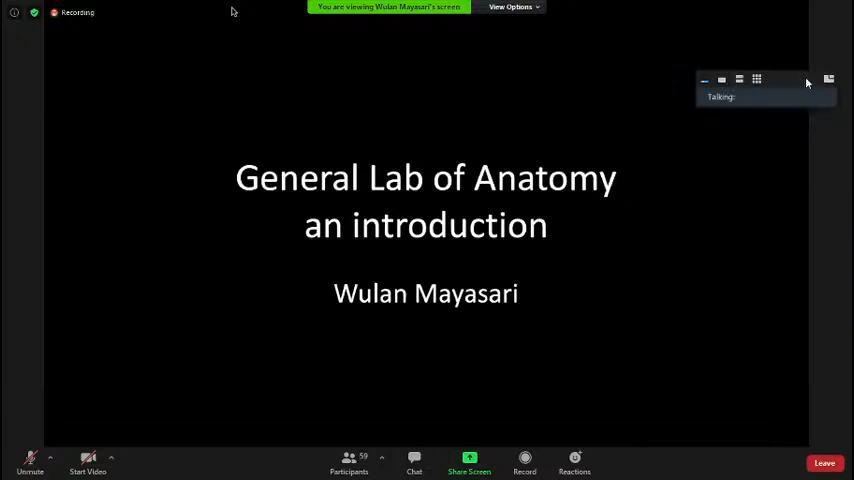 Recording
You are viewing Wulan Mayasari's screen
View Options
Talking:
General Lab of Anatomy
an introduction
Wulan Mayasari
Unmute
Start Video
59
Participants
Chat
Share Screen
Record
Reactions
Leave